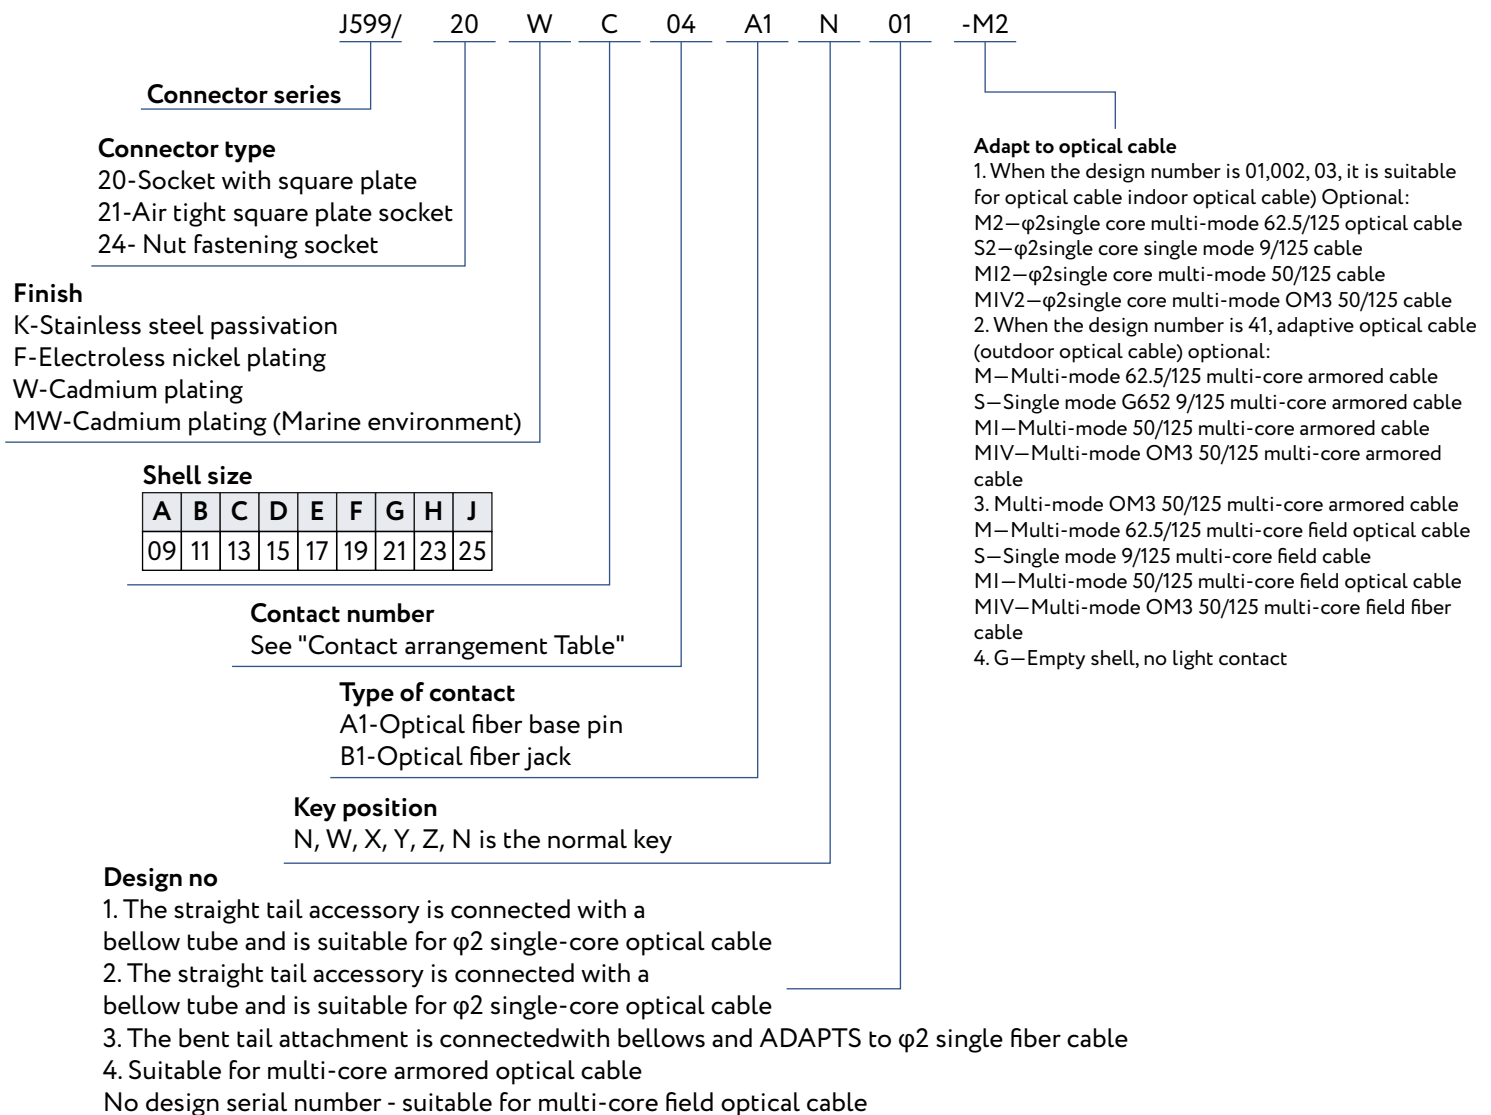 J599/ 20 W C 04 A1 N 01 -M2
Connector series
Connector type
20-Socket with square plate
21-Air tight square plate socket
24- Nut fastening socket
Finish
K-Stainless steel passivation
F-Electroless nickel plating
W-Cadmium plating
MW-Cadmium plating (Marine environment)
Shell size
A B C D E F G H J
09 11 13 15 17 19 21 23 25
Contact number
See "Contact arrangement Table"
Type of contact
A1-Optical fiber base pin
B1-Optical fiber jack
Key position
N, W, X, Y, Z, N is the normal key
Design no
1. The straight tail accessory is connected with a
bellow tube and is suitable for φ2 single-core optical cable
2. The straight tail accessory is connected with a
bellow tube and is suitable for φ2 single-core optical cable
3. The bent tail attachment is connectedwith bellows and ADAPTS to φ2 single fiber cable
4. Suitable for multi-core armored optical cable
No design serial number - suitable for multi-core field optical cable
Adapt to optical cable
1. When the design number is 01,002, 03, it is suitable
for optical cable indoor optical cable) Optional:
M2—φ2single core multi-mode 62.5/125 optical cable
S2—φ2single core single mode 9/125 cable
MI2—φ2single core multi-mode 50/125 cable
MIV2—φ2single core multi-mode OM3 50/125 cable
2. When the design number is 41, adaptive optical cable
(outdoor optical cable) optional:
M—Multi-mode 62.5/125 multi-core armored cable
S—Single mode G652 9/125 multi-core armored cable
MI—Multi-mode 50/125 multi-core armored cable
MIV—Multi-mode OM3 50/125 multi-core armored
cable
3. Multi-mode OM3 50/125 multi-core armored cable
M—Multi-mode 62.5/125 multi-core field optical cable
S—Single mode 9/125 multi-core field cable
MI—Multi-mode 50/125 multi-core field optical cable
MIV—Multi-mode OM3 50/125 multi-core field fiber
cable
4. G—Empty shell, no light contact